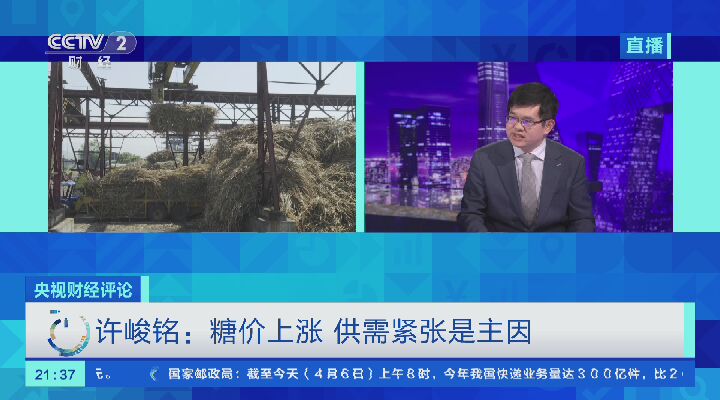 CCTV 2
财经
直播
央视财经评论
许峻铭：糖价上涨 供需紧张是主因
21:37 元。 国家邮政局：截至今天（4月6日）上午8时，今年我国快递业务量达300亿件，比2